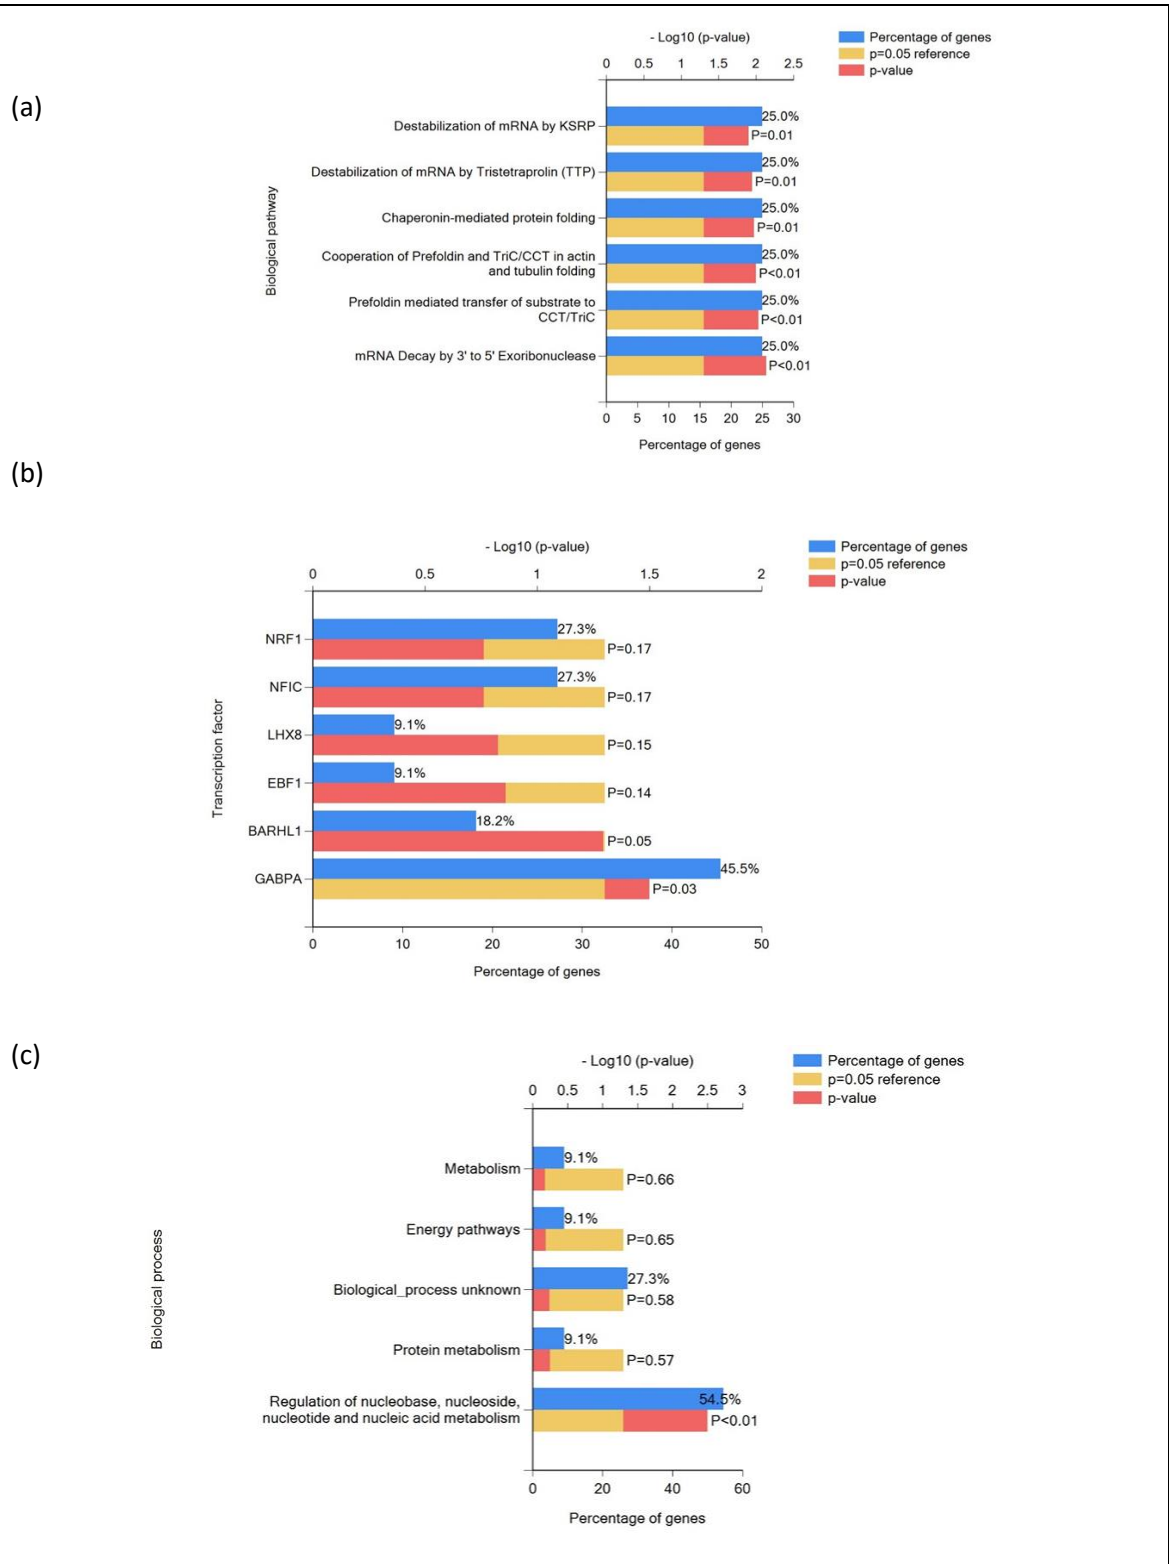 (a)
- Log10 (p-value)
0 0.5 1 1.5 2 2.5
Percentage of genes
p=0.05 reference
p-value
Biological pathway
Destabilization of mRNA by KSRP
25.0%
P=0.01
Destabilization of mRNA by Tristetraprolin (TTP)
25.0%
P=0.01
Chaperonin-mediated protein folding
25.0%
P=0.01
Cooperation of Prefoldin and TriC/CCT in actin
and tubulin folding
25.0%
P<0.01
Prefoldin mediated transfer of substrate to
CCT/TriC
25.0%
P<0.01
mRNA Decay by 3' to 5' Exoribonuclease
25.0%
P<0.01
0 5 10 15 20 25 30
Percentage of genes
(b)
- Log10 (p-value)
0 0.5 1 1.5 2
Percentage of genes
p=0.05 reference
p-value
Transcription factor
NRF1
27.3%
P=0.17
NFIC
27.3%
P=0.17
LHX8
9.1%
P=0.15
EBF1
9.1%
P=0.14
BARHL1
18.2%
P=0.05
GABPA
45.5%
P=0.03
0 10 20 30 40 50
Percentage of genes
(c)
- Log10 (p-value)
0 0.5 1 1.5 2 2.5 3
Percentage of genes
p=0.05 reference
p-value
Biological process
Metabolism
9.1%
P=0.66
Energy pathways
9.1%
P=0.65
Biological_process unknown
27.3%
P=0.58
Protein metabolism
9.1%
P=0.57
Regulation of nucleobase, nucleoside,
nucleotide and nucleic acid metabolism
54.5%
P<0.01
0 20 40 60
Percentage of genes